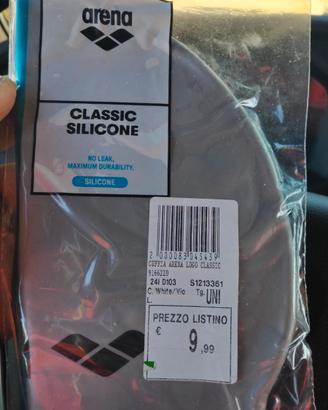 arena
CLASSIC
SILICONE
NO LEAK,
MAXIMUM DURABILITY.
SILICONE
2 000083 045439
CUFFIA ARENA LOGO CLASSIC
9166220
24I D103 S1213361
C. White/Vio Tg. UNI
L.
PREZZO LISTINO
€ 9,99